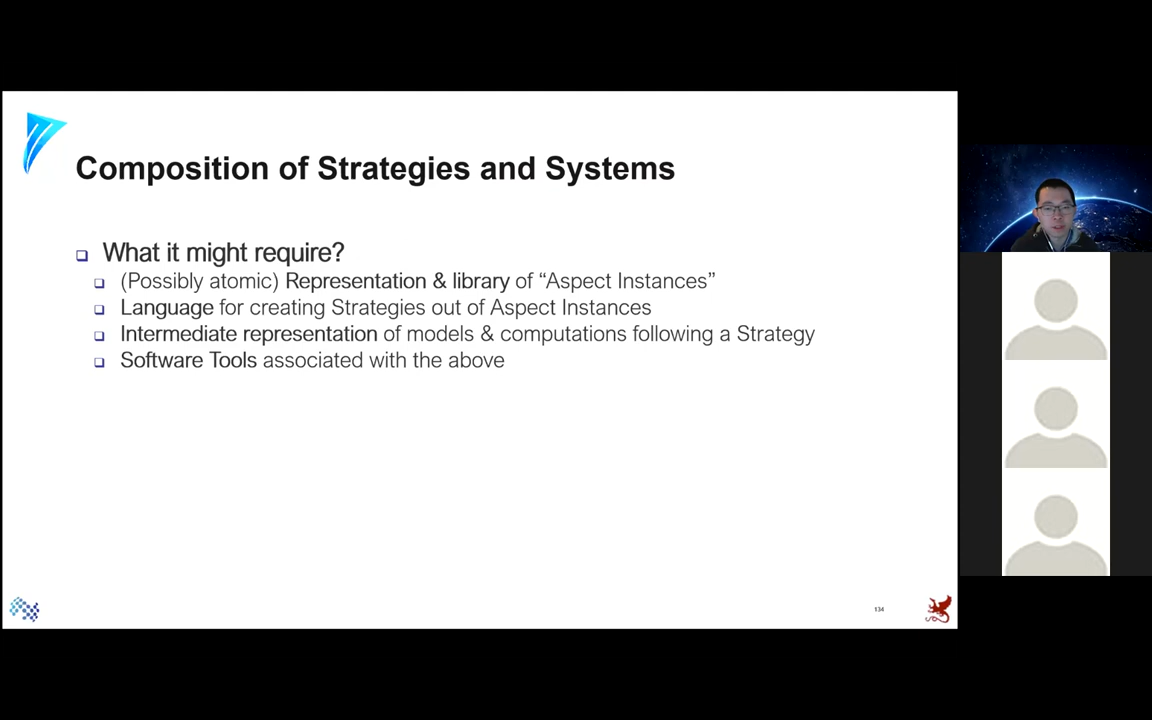 Composition of Strategies and Systems
What it might require?
(Possibly atomic) Representation & library of “Aspect Instances”
Language for creating Strategies out of Aspect Instances
Intermediate representation of models & computations following a Strategy
Software Tools associated with the above
134